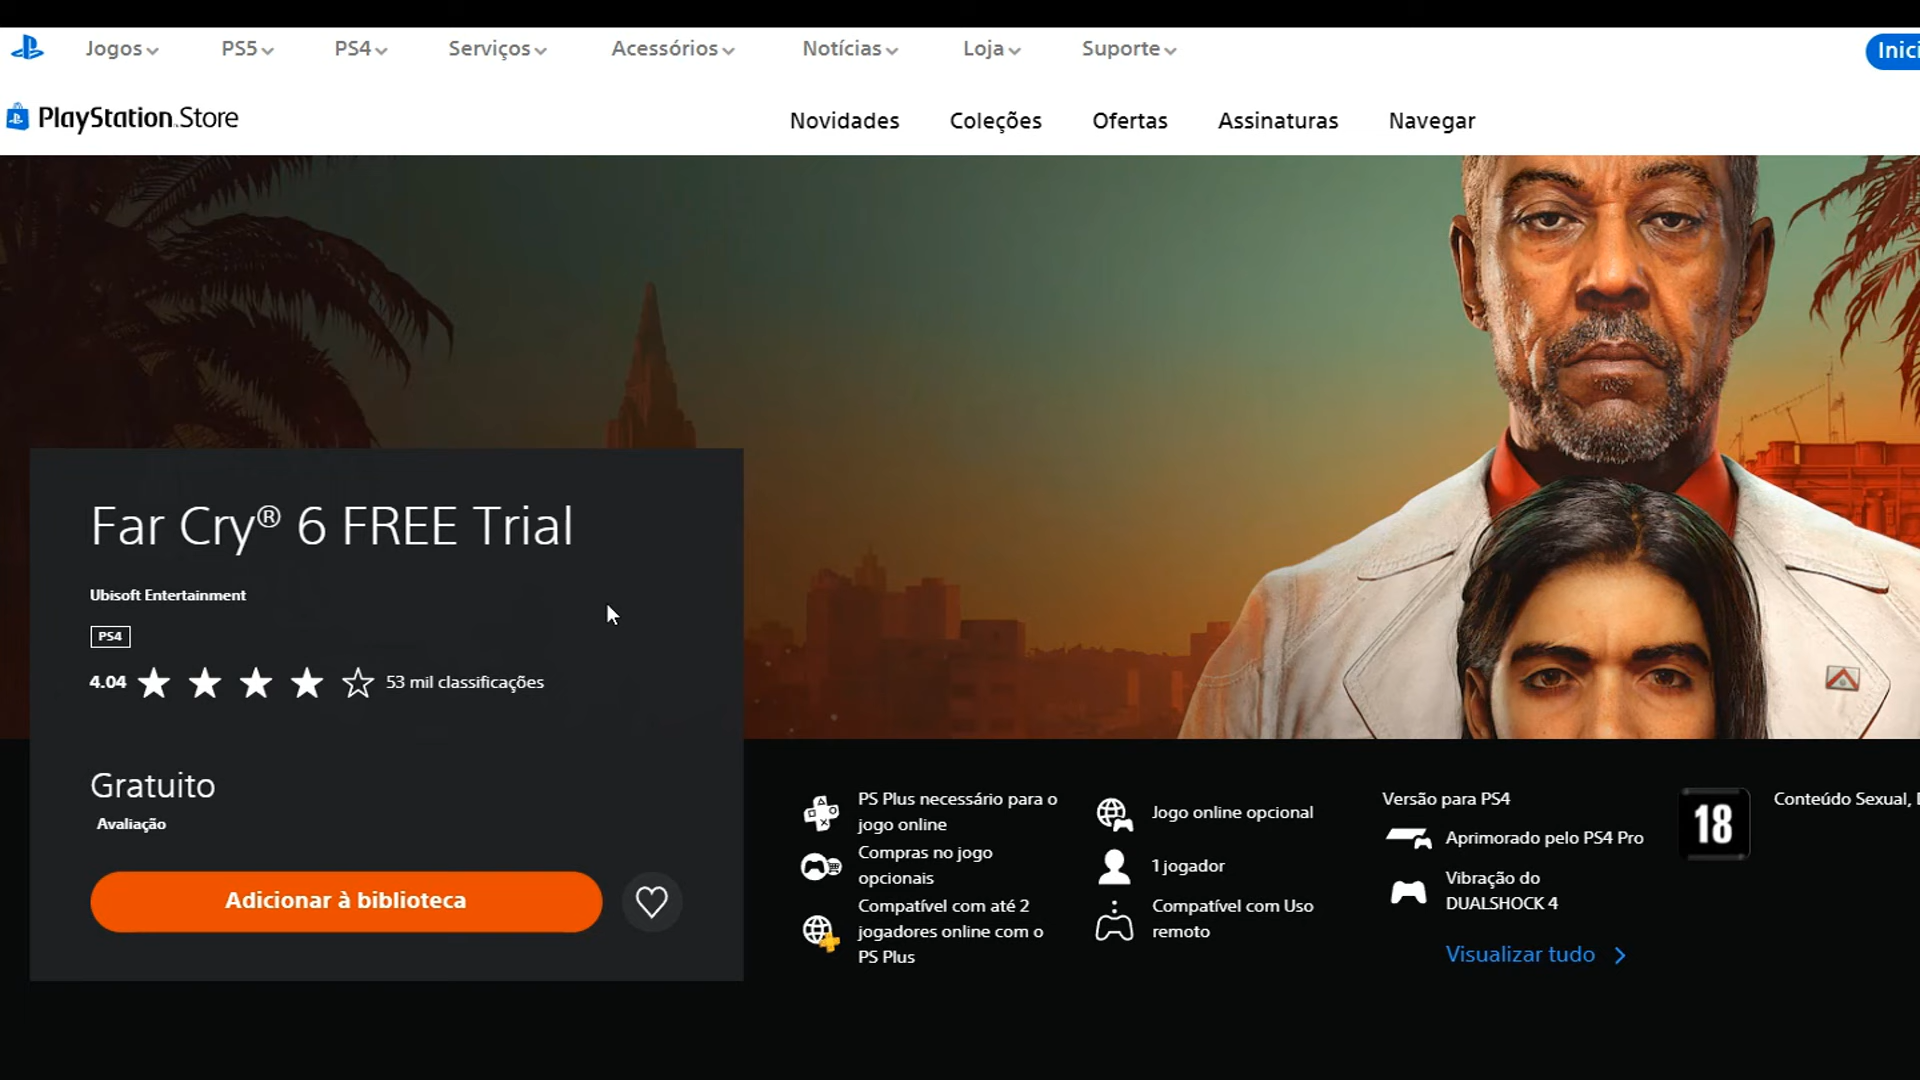 Jogos
PS5
PS4
Serviços
Acessórios
Notícias
Loja
Suporte
Inici
PlayStation Store
Novidades
Coleções
Ofertas
Assinaturas
Navegar
Far Cry® 6 FREE Trial
Ubisoft Entertainment
PS4
4.04
53 mil classificações
Gratuito
Avaliação
Adicionar à biblioteca
PS Plus necessário para o
jogo online
Compras no jogo
opcionais
Compatível com até 2
jogadores online com o
PS Plus
Jogo online opcional
1 jogador
Compatível com Uso
remoto
Versão para PS4
Aprimorado pelo PS4 Pro
Vibração do
DUALSHOCK 4
Visualizar tudo
18
Conteúdo Sexual,